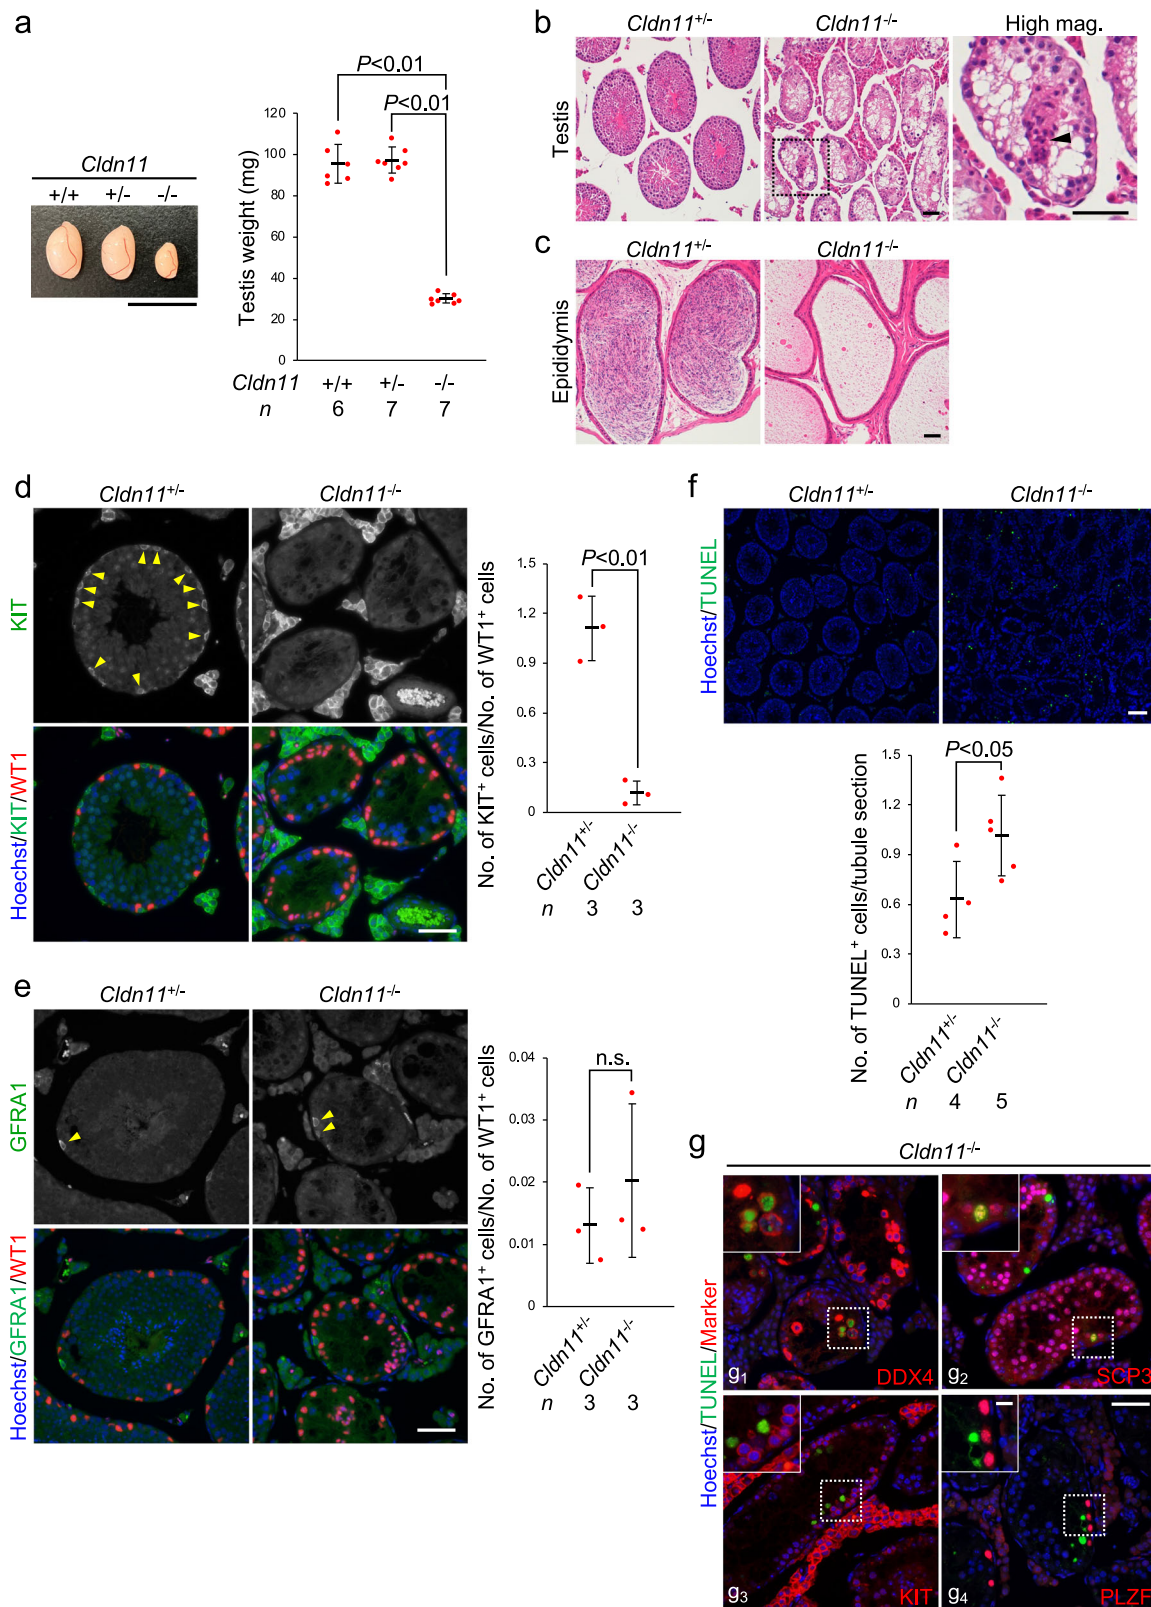 a
Cldn11
+/+ +/- -/-
P<0.01
P<0.01
Testis weight (mg)
120
100
80
60
40
20
0
Cldn11 +/+ +/- -/-
n 6 7 7
b
Cldn11+/- Cldn11-/- High mag.
Testis
c
Cldn11+/- Cldn11-/-
Epididymis
d
Cldn11+/- Cldn11-/-
KIT
Hoechst/KIT/WT1
No. of KIT+ cells/No. of WT1+ cells
P<0.01
1.5
1.2
0.9
0.6
0.3
0
Cldn11+/- Cldn11-/-
n 3 3
e
Cldn11+/- Cldn11-/-
GFRA1
Hoechst/GFRA1/WT1
No. of GFRA1+ cells/No. of WT1+ cells
n.s.
0.04
0.03
0.02
0.01
0
Cldn11+/- Cldn11-/-
n 3 3
f
Cldn11+/- Cldn11-/-
Hoechst/TUNEL
No. of TUNEL+ cells/tubule section
P<0.05
1.5
1.2
0.9
0.6
0.3
0
Cldn11+/- Cldn11-/-
n 4 5
g
Cldn11-/-
Hoechst/TUNEL/Marker
g1 DDX4
g2 SCP3
g3 KIT
g4 PLZF